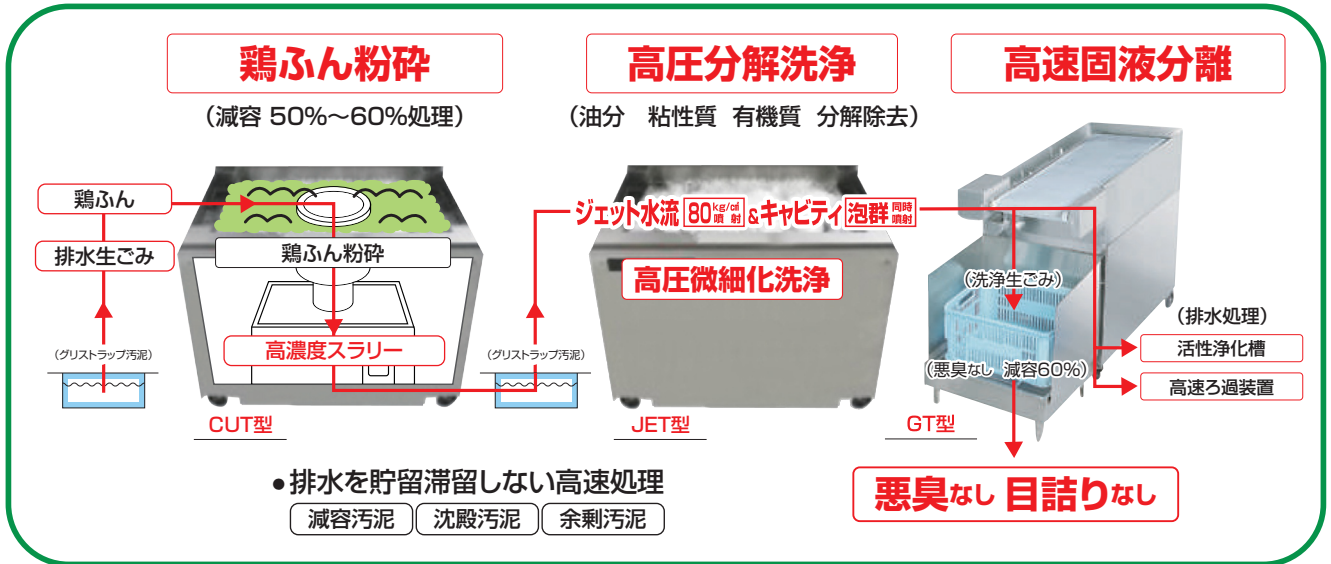 鶏ふん粉砕
(減容 50%～60%処理)
高圧分解洗浄
(油分 粘性質 有機質 分解除去)
高速固液分離
鶏ふん
排水生ごみ
(グリストラップ汚泥)
鶏ふん粉砕
高濃度スラリー
CUT型
(グリストラップ汚泥)
ジェット水流 80kg/c㎡噴射 &キャビティ 泡群 同時噴射
高圧微細化洗浄
JET型
(洗浄生ごみ)
(悪臭なし 減容60%)
GT型
(排水処理)
活性浄化槽
高速ろ過装置
悪臭なし 目詰りなし
●排水を貯留滞留しない高速処理
減容汚泥 沈殿汚泥 余剰汚泥